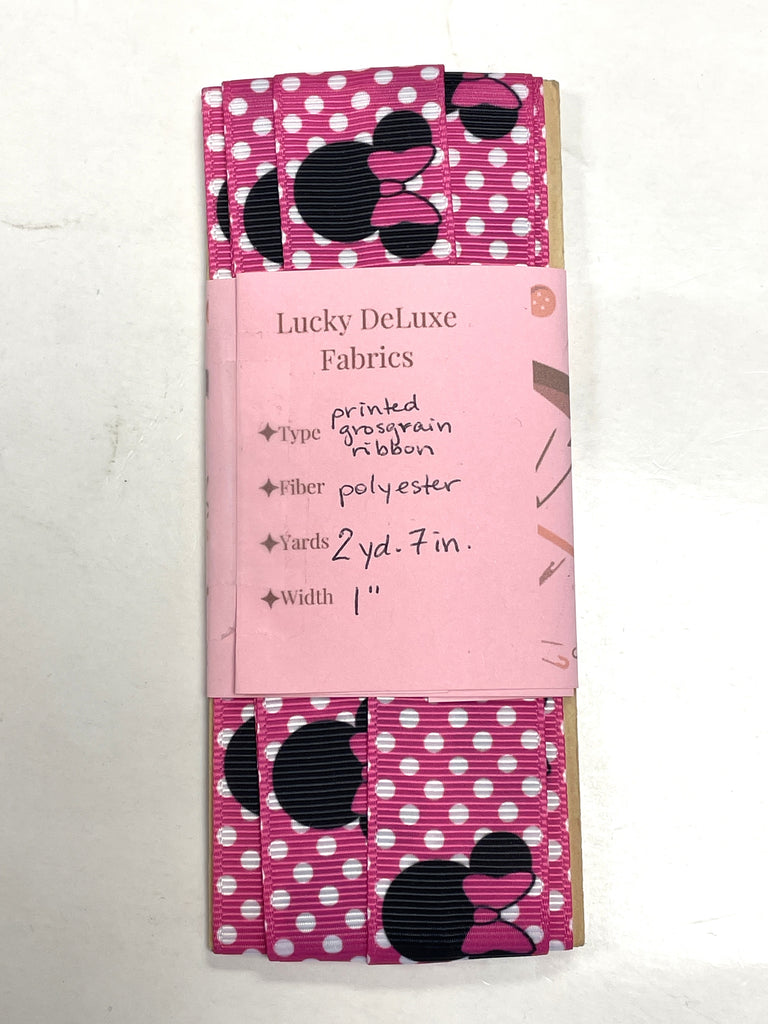 Lucky DeLuxe
Fabrics
Type printed
grosgrain
ribbon
Fiber polyester
Yards 2 yd. 7 in.
Width 1"